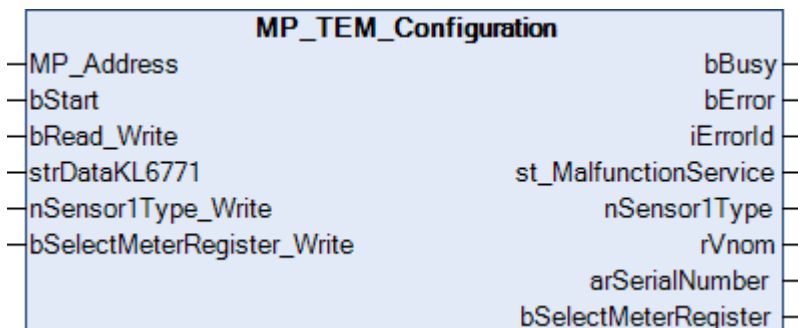 MP_TEM_Configuration
MP_Address bBusy
bStart bError
bRead_Write iErrorId
strDataKL6771 st_MalfunctionService
nSensor1Type_Write nSensor1Type
bSelectMeterRegister_Write rVnom
arSerialNumber
bSelectMeterRegister